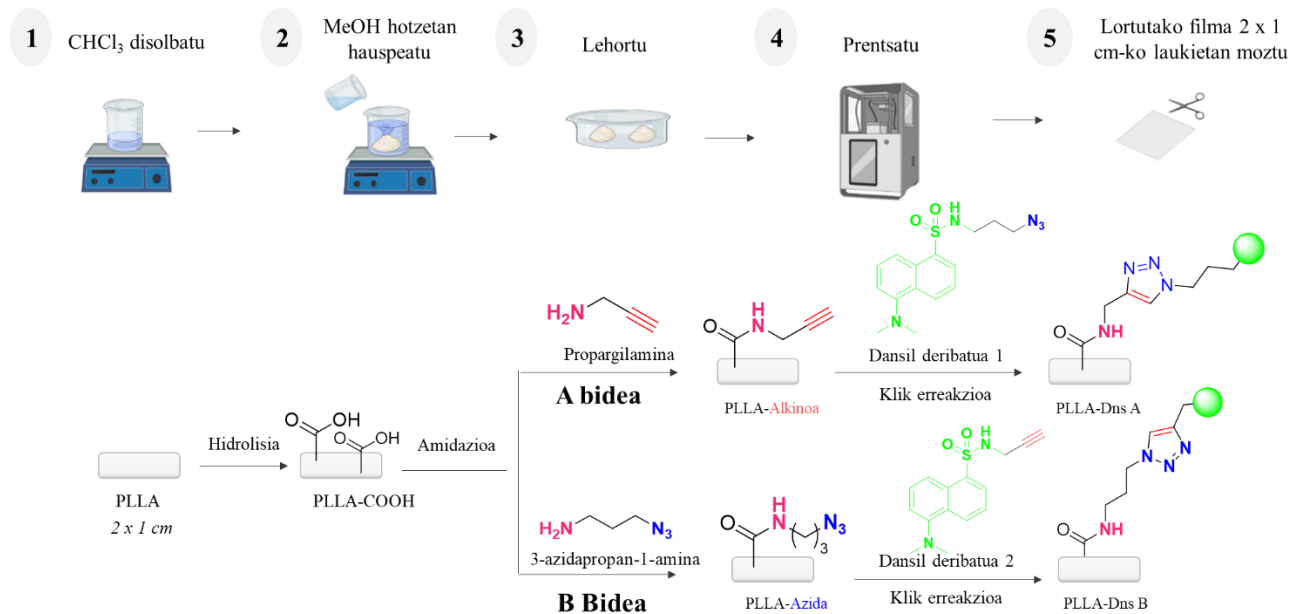 1
CHCl₃ disolbatu
2
MeOH hotzetan
hauspeatu
3
Lehortu
4
Prentsatu
5
Lortutako filma 2 x 1
cm-ko laukietan moztu
H₂N
Propargilamina
A bidea
O
H
N
PLLA-Alkinoa
O
S
O
H
N
N₃
N
Dansil deribatua 1
Klik erreakzioa
N
N
N
O
NH
PLLA-Dns A
PLLA
2 x 1 cm
Hidrolisia
O
OH
O
OH
PLLA-COOH
Amidazioa
H₂N
N₃
3-azidapropan-1-amina
B Bidea
O
H
N
N₃
3
PLLA-Azida
O
S
O
H
N
N
Dansil deribatua 2
Klik erreakzioa
N
N
N
O
NH
PLLA-Dns B